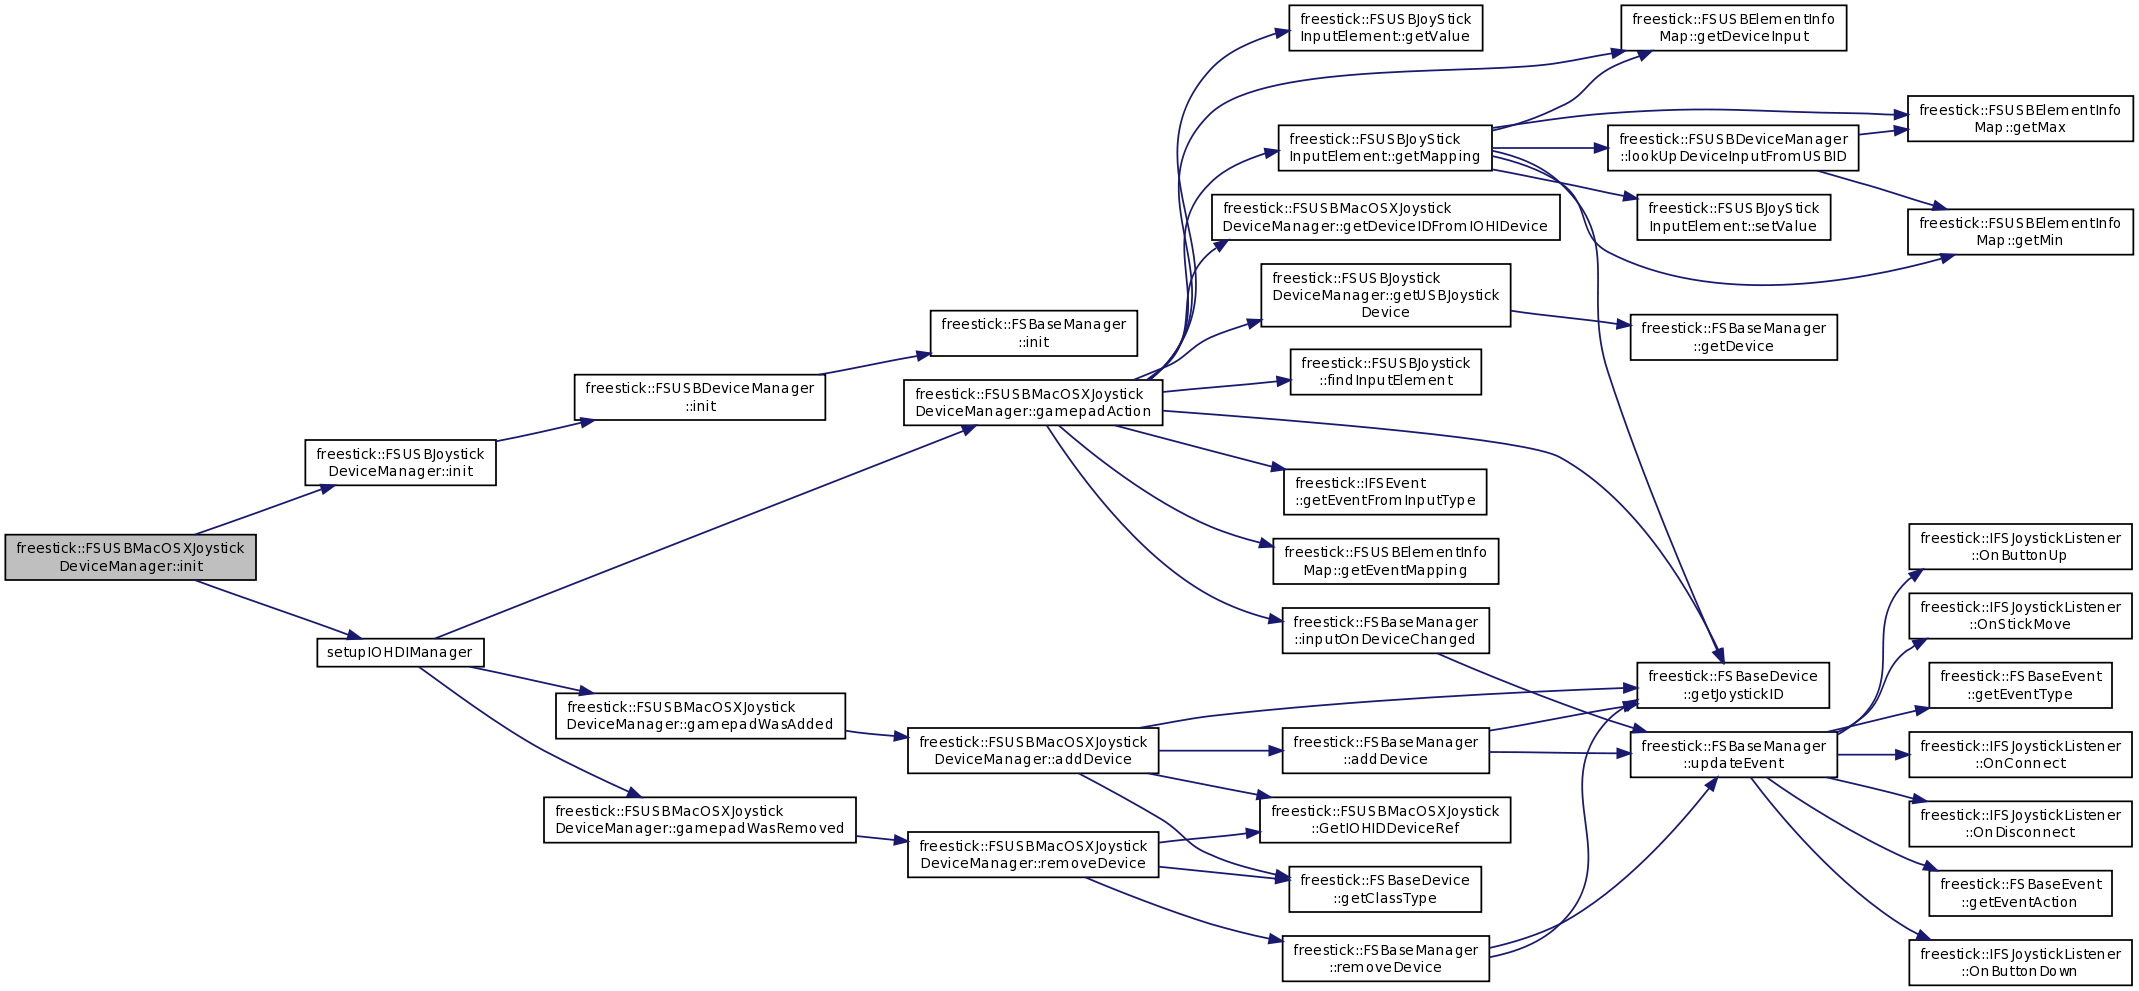 freestick::FSUSBMacOSXJoystick
DeviceManager::init
freestick::FSUSBJoystick
DeviceManager::init
setupIOHDIManager
freestick::FSUSBDeviceManager
::init
freestick::FSUSBMacOSXJoystick
DeviceManager::gamepadWasAdded
freestick::FSUSBMacOSXJoystick
DeviceManager::gamepadWasRemoved
freestick::FSBaseManager
::init
freestick::FSUSBMacOSXJoystick
DeviceManager::gamepadAction
freestick::FSUSBMacOSXJoystick
DeviceManager::addDevice
freestick::FSUSBMacOSXJoystick
DeviceManager::removeDevice
freestick::FSUSBJoyStick
InputElement::getValue
freestick::FSUSBJoyStick
InputElement::getMapping
freestick::FSUSBMacOSXJoystick
DeviceManager::getDeviceIDFromIOHIDevice
freestick::FSUSBJoystick
DeviceManager::getUSBJoystick
Device
freestick::FSUSBJoystick
::findInputElement
freestick::IFSEvent
::getEventFromInputType
freestick::FSUSBElementInfo
Map::getEventMapping
freestick::FSBaseManager
::inputOnDeviceChanged
freestick::FSBaseManager
::addDevice
freestick::FSUSBMacOSXJoystick
::GetIOHIDDeviceRef
freestick::FSBaseDevice
::getClassType
freestick::FSBaseManager
::removeDevice
freestick::FSUSBElementInfo
Map::getDeviceInput
freestick::FSUSBDeviceManager
::lookUpDeviceInputFromUSBID
freestick::FSUSBJoyStick
InputElement::setValue
freestick::FSBaseManager
::getDevice
freestick::FSBaseDevice
::getJoystickID
freestick::FSBaseManager
::updateEvent
freestick::FSUSBElementInfo
Map::getMax
freestick::FSUSBElementInfo
Map::getMin
freestick::IFSJoystickListener
::OnButtonUp
freestick::IFSJoystickListener
::OnStickMove
freestick::FSBaseEvent
::getEventType
freestick::IFSJoystickListener
::OnConnect
freestick::IFSJoystickListener
::OnDisconnect
freestick::FSBaseEvent
::getEventAction
freestick::IFSJoystickListener
::OnButtonDown